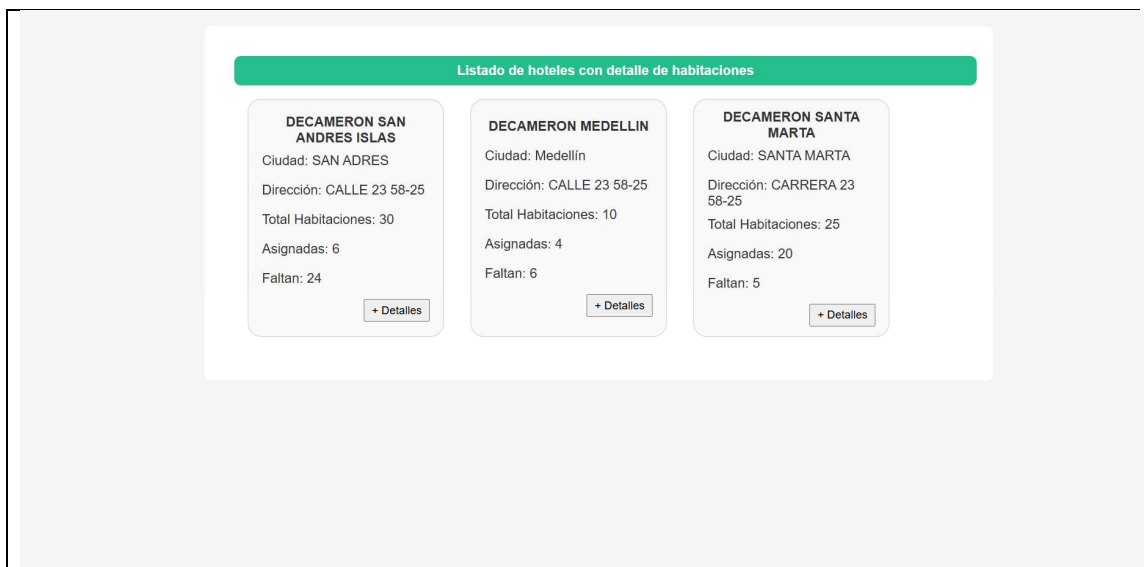 Listado de hoteles con detalle de habitaciones
DECAMERON SAN
ANDRES ISLAS
Ciudad: SAN ADRES
Dirección: CALLE 23 58-25
Total Habitaciones: 30
Asignadas: 6
Faltan: 24
+ Detalles
DECAMERON MEDELLIN
Ciudad: Medellín
Dirección: CALLE 23 58-25
Total Habitaciones: 10
Asignadas: 4
Faltan: 6
+ Detalles
DECAMERON SANTA
MARTA
Ciudad: SANTA MARTA
Dirección: CARRERA 23
58-25
Total Habitaciones: 25
Asignadas: 20
Faltan: 5
+ Detalles